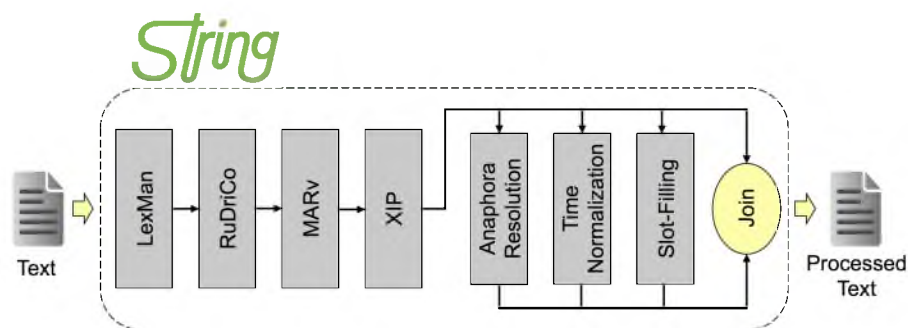 String
Text
LexMan
RuDriCo
MARv
XIP
Anaphora
Resolution
Time
Normalization
Slot-Filling
Join
Processed
Text